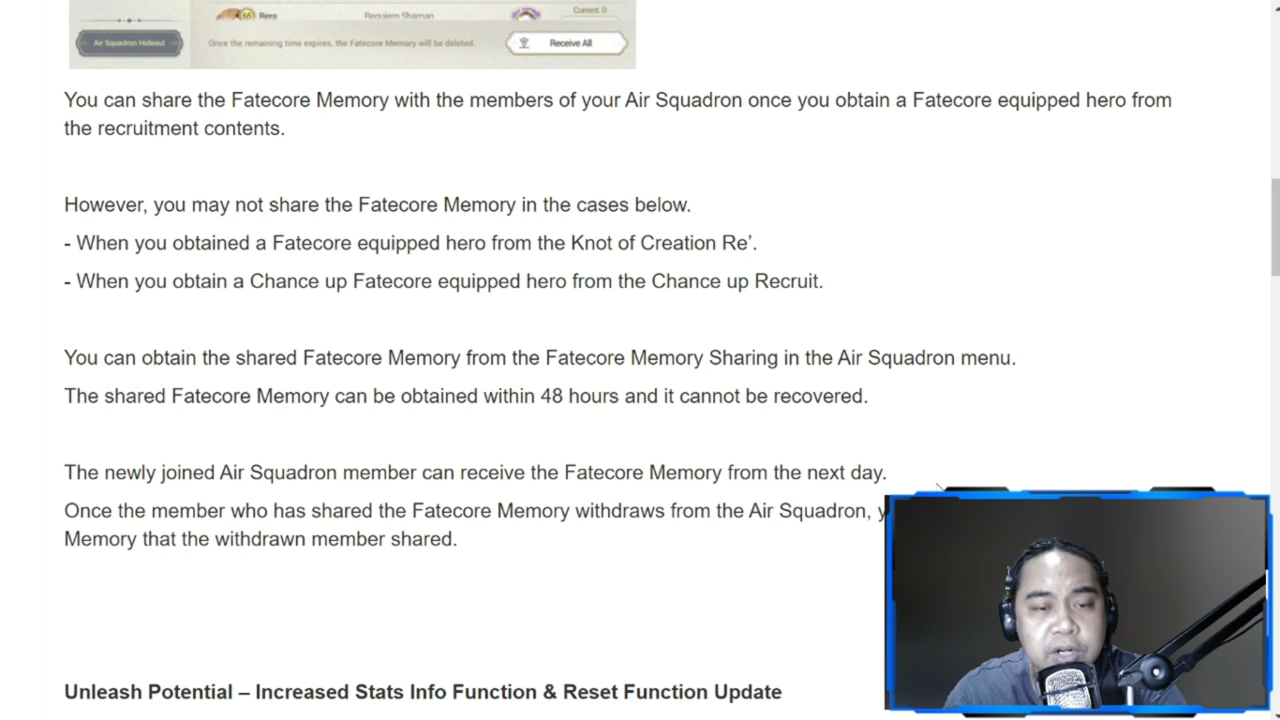 Rera Requiem Shaman Current: 0
Air Squadron Hideout Once the remaining time expires, the Fatecore Memory will be deleted. Receive All
You can share the Fatecore Memory with the members of your Air Squadron once you obtain a Fatecore equipped hero from
the recruitment contents.
However, you may not share the Fatecore Memory in the cases below.
- When you obtained a Fatecore equipped hero from the Knot of Creation Re’.
- When you obtain a Chance up Fatecore equipped hero from the Chance up Recruit.
You can obtain the shared Fatecore Memory from the Fatecore Memory Sharing in the Air Squadron menu.
The shared Fatecore Memory can be obtained within 48 hours and it cannot be recovered.
The newly joined Air Squadron member can receive the Fatecore Memory from the next day.
Once the member who has shared the Fatecore Memory withdraws from the Air Squadron,
Memory that the withdrawn member shared.
Unleash Potential – Increased Stats Info Function & Reset Function Update